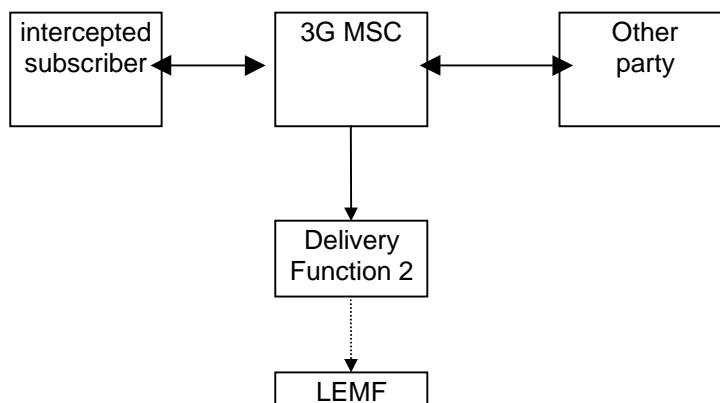 intercepted
subscriber
3G MSC
Other
party
Delivery
Function 2
LEMF